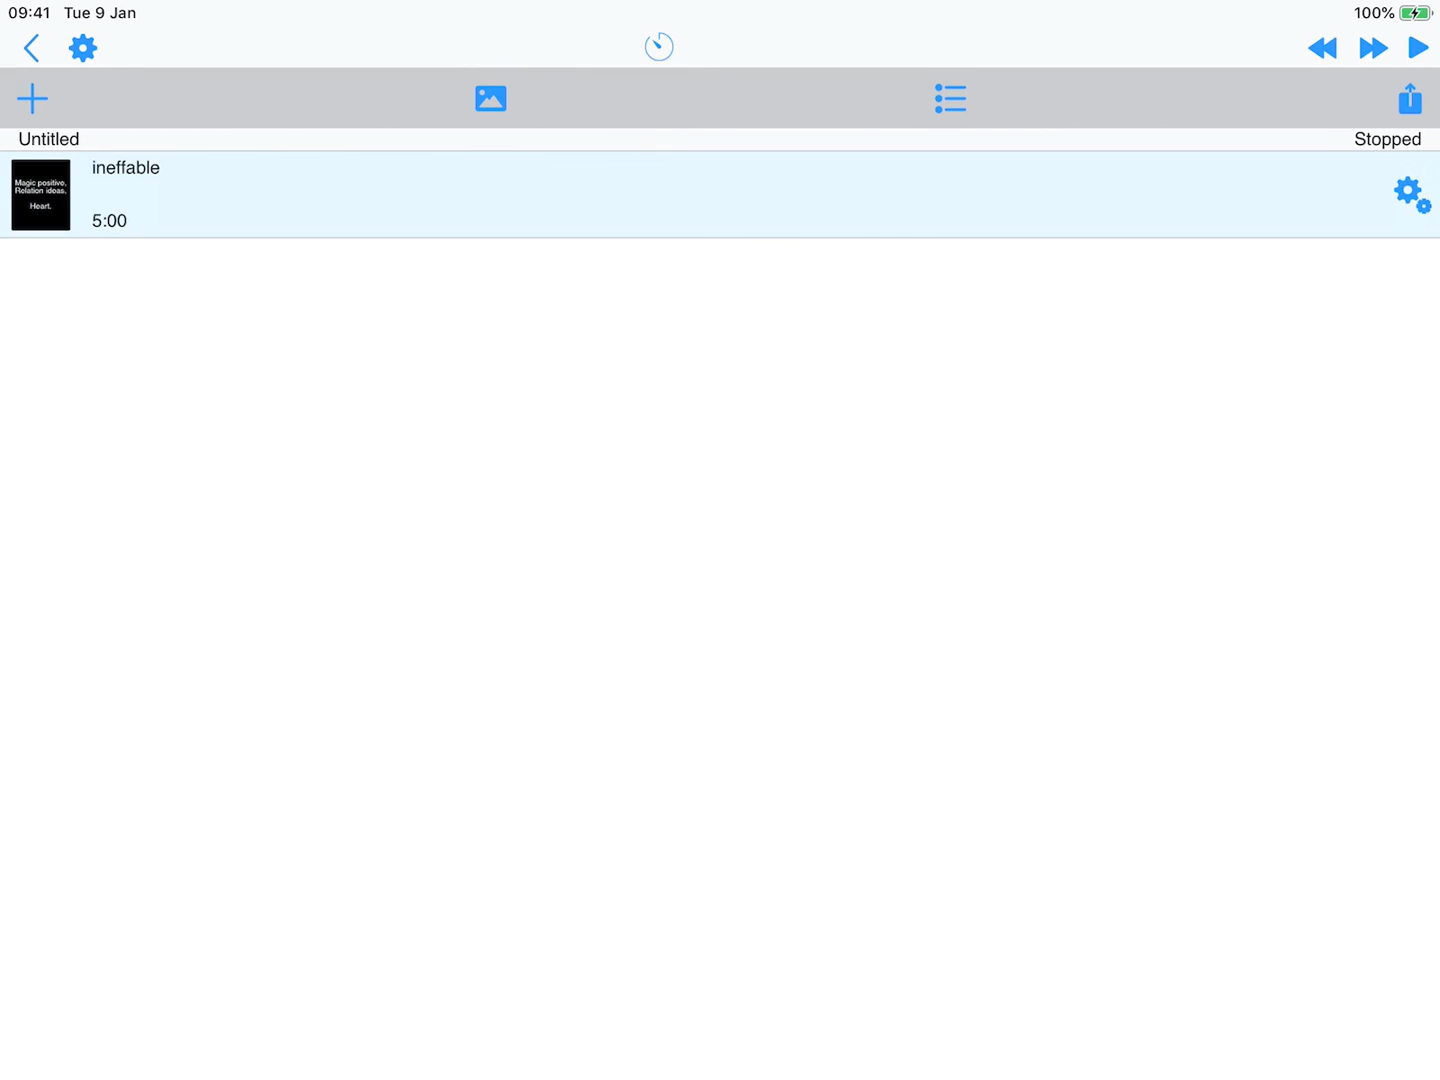 09:41 Tue 9 Jan
100%
Untitled
Stopped
Magic positive,
Relation ideas.
Heart.
ineffable
5:00